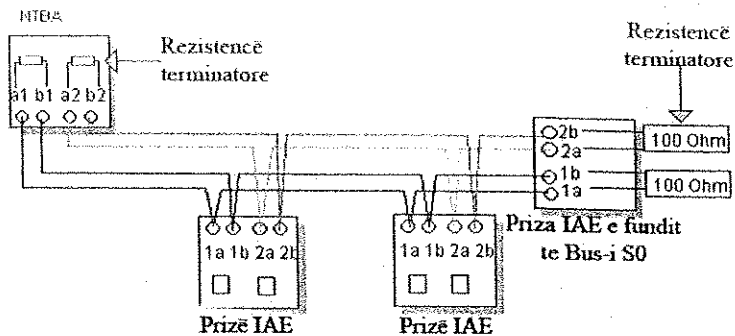 NTBA
Rezistencë
terminatore
a1 b1 a2 b2
Rezistencë
terminatore
2b
2a
1b
1a
100 Ohm
100 Ohm
Priza IAE e fundit
te Bus-i S0
1a 1b 2a 2b
Prizë IAE
1a 1b 2a 2b
Prizë IAE